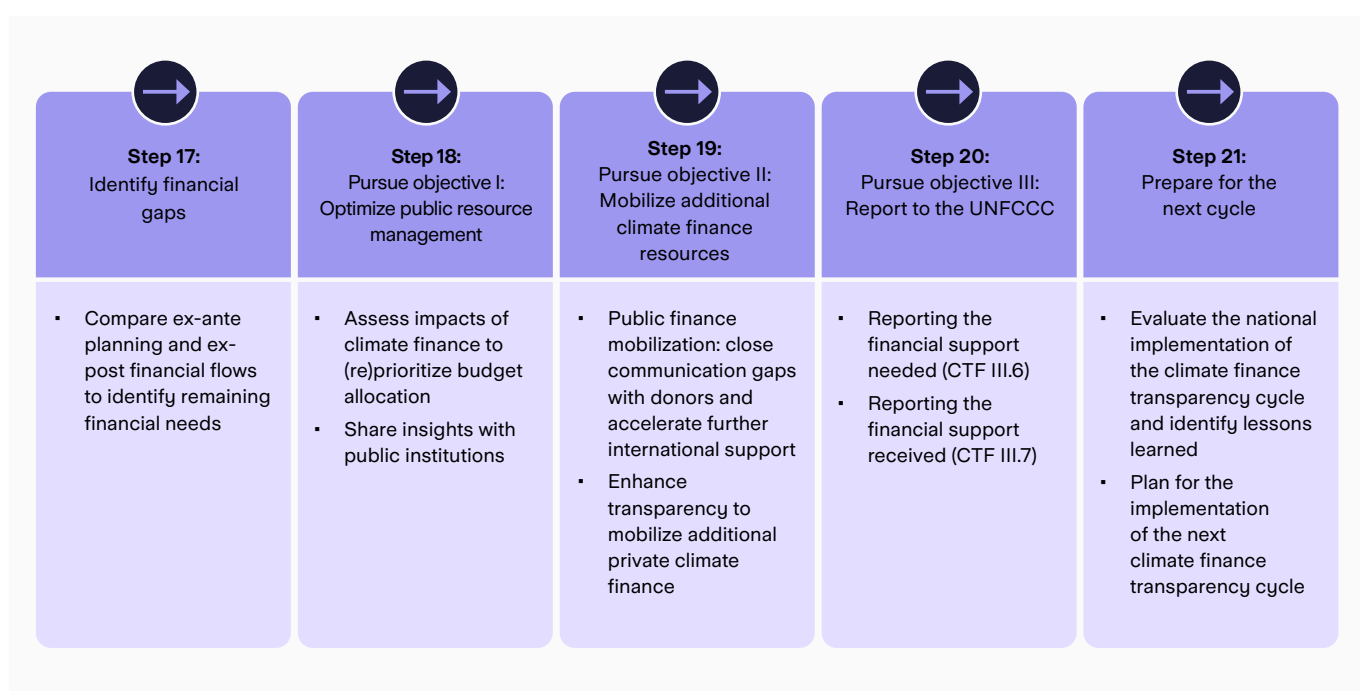 Step 17:
Identify financial
gaps
▪ Compare ex-ante
planning and ex-
post financial flows
to identify remaining
financial needs
Step 18:
Pursue objective I:
Optimize public resource
management
▪ Assess impacts of
climate finance to
(re)prioritize budget
allocation
▪ Share insights with
public institutions
Step 19:
Pursue objective II:
Mobilize additional
climate finance
resources
▪ Public finance
mobilization: close
communication gaps
with donors and
accelerate further
international support
▪ Enhance
transparency to
mobilize additional
private climate
finance
Step 20:
Pursue objective III:
Report to the UNFCCC
▪ Reporting the
financial support
needed (CTF III.6)
▪ Reporting the
financial support
received (CTF III.7)
Step 21:
Prepare for the
next cycle
▪ Evaluate the national
implementation of
the climate finance
transparency cycle
and identify lessons
learned
▪ Plan for the
implementation
of the next
climate finance
transparency cycle